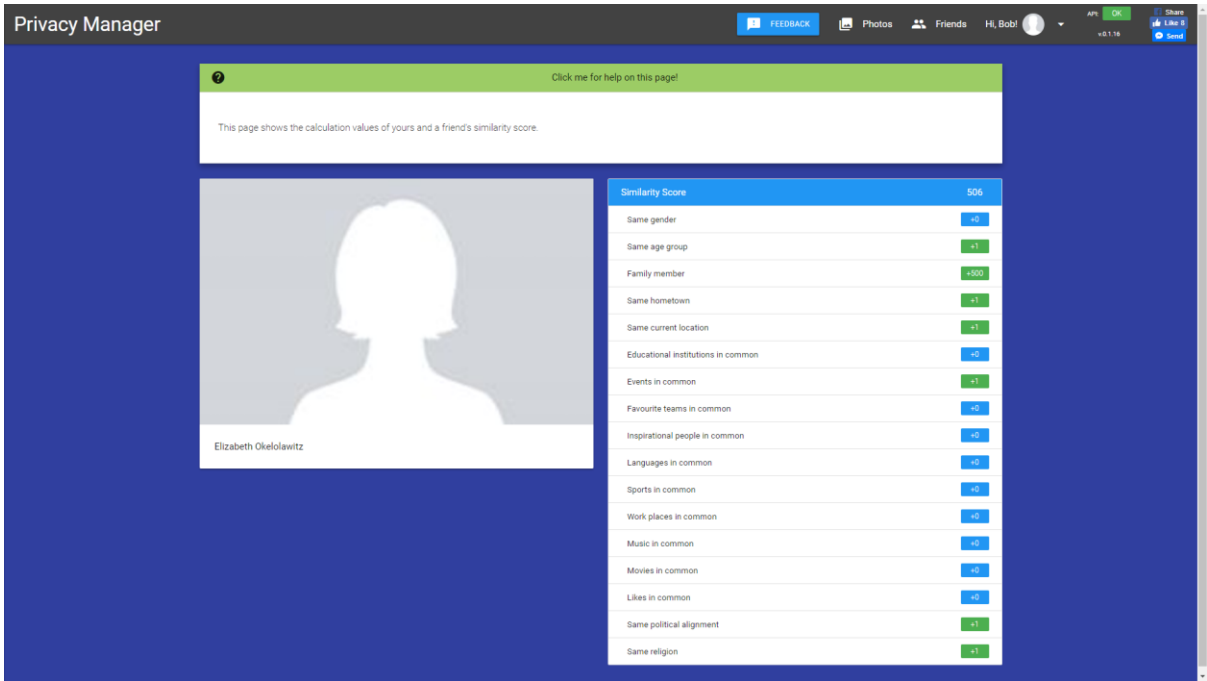 Privacy Manager
FEEDBACK
Photos
Friends
Hi, Bob!
API: OK
v.0.1.16
Share
Like 8
Send
Click me for help on this page!
This page shows the calculation values of yours and a friend's similarity score.
Elizabeth Okelolawitz
Similarity Score 506
Same gender +0
Same age group +1
Family member +500
Same hometown +1
Same current location +1
Educational institutions in common +0
Events in common +1
Favourite teams in common +0
Inspirational people in common +0
Languages in common +0
Sports in common +0
Work places in common +0
Music in common +0
Movies in common +0
Likes in common +0
Same political alignment +1
Same religion +1